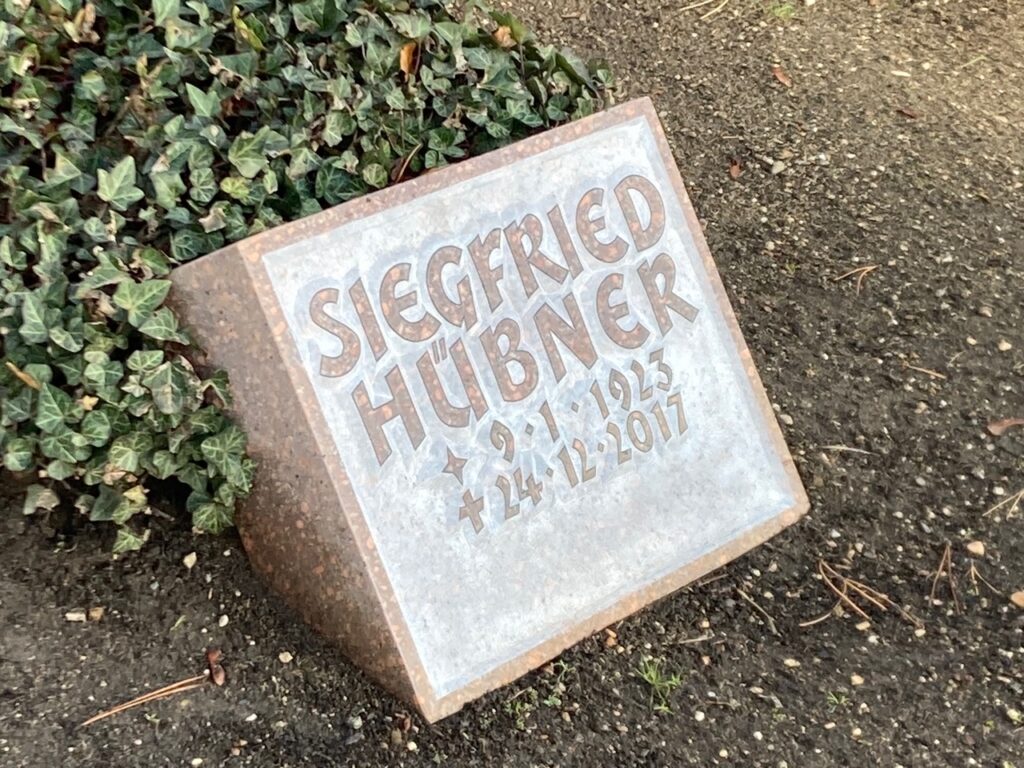 SIEGFRIED
HÜBNER
✦ 9·1·1923
✝ 24·12·2017